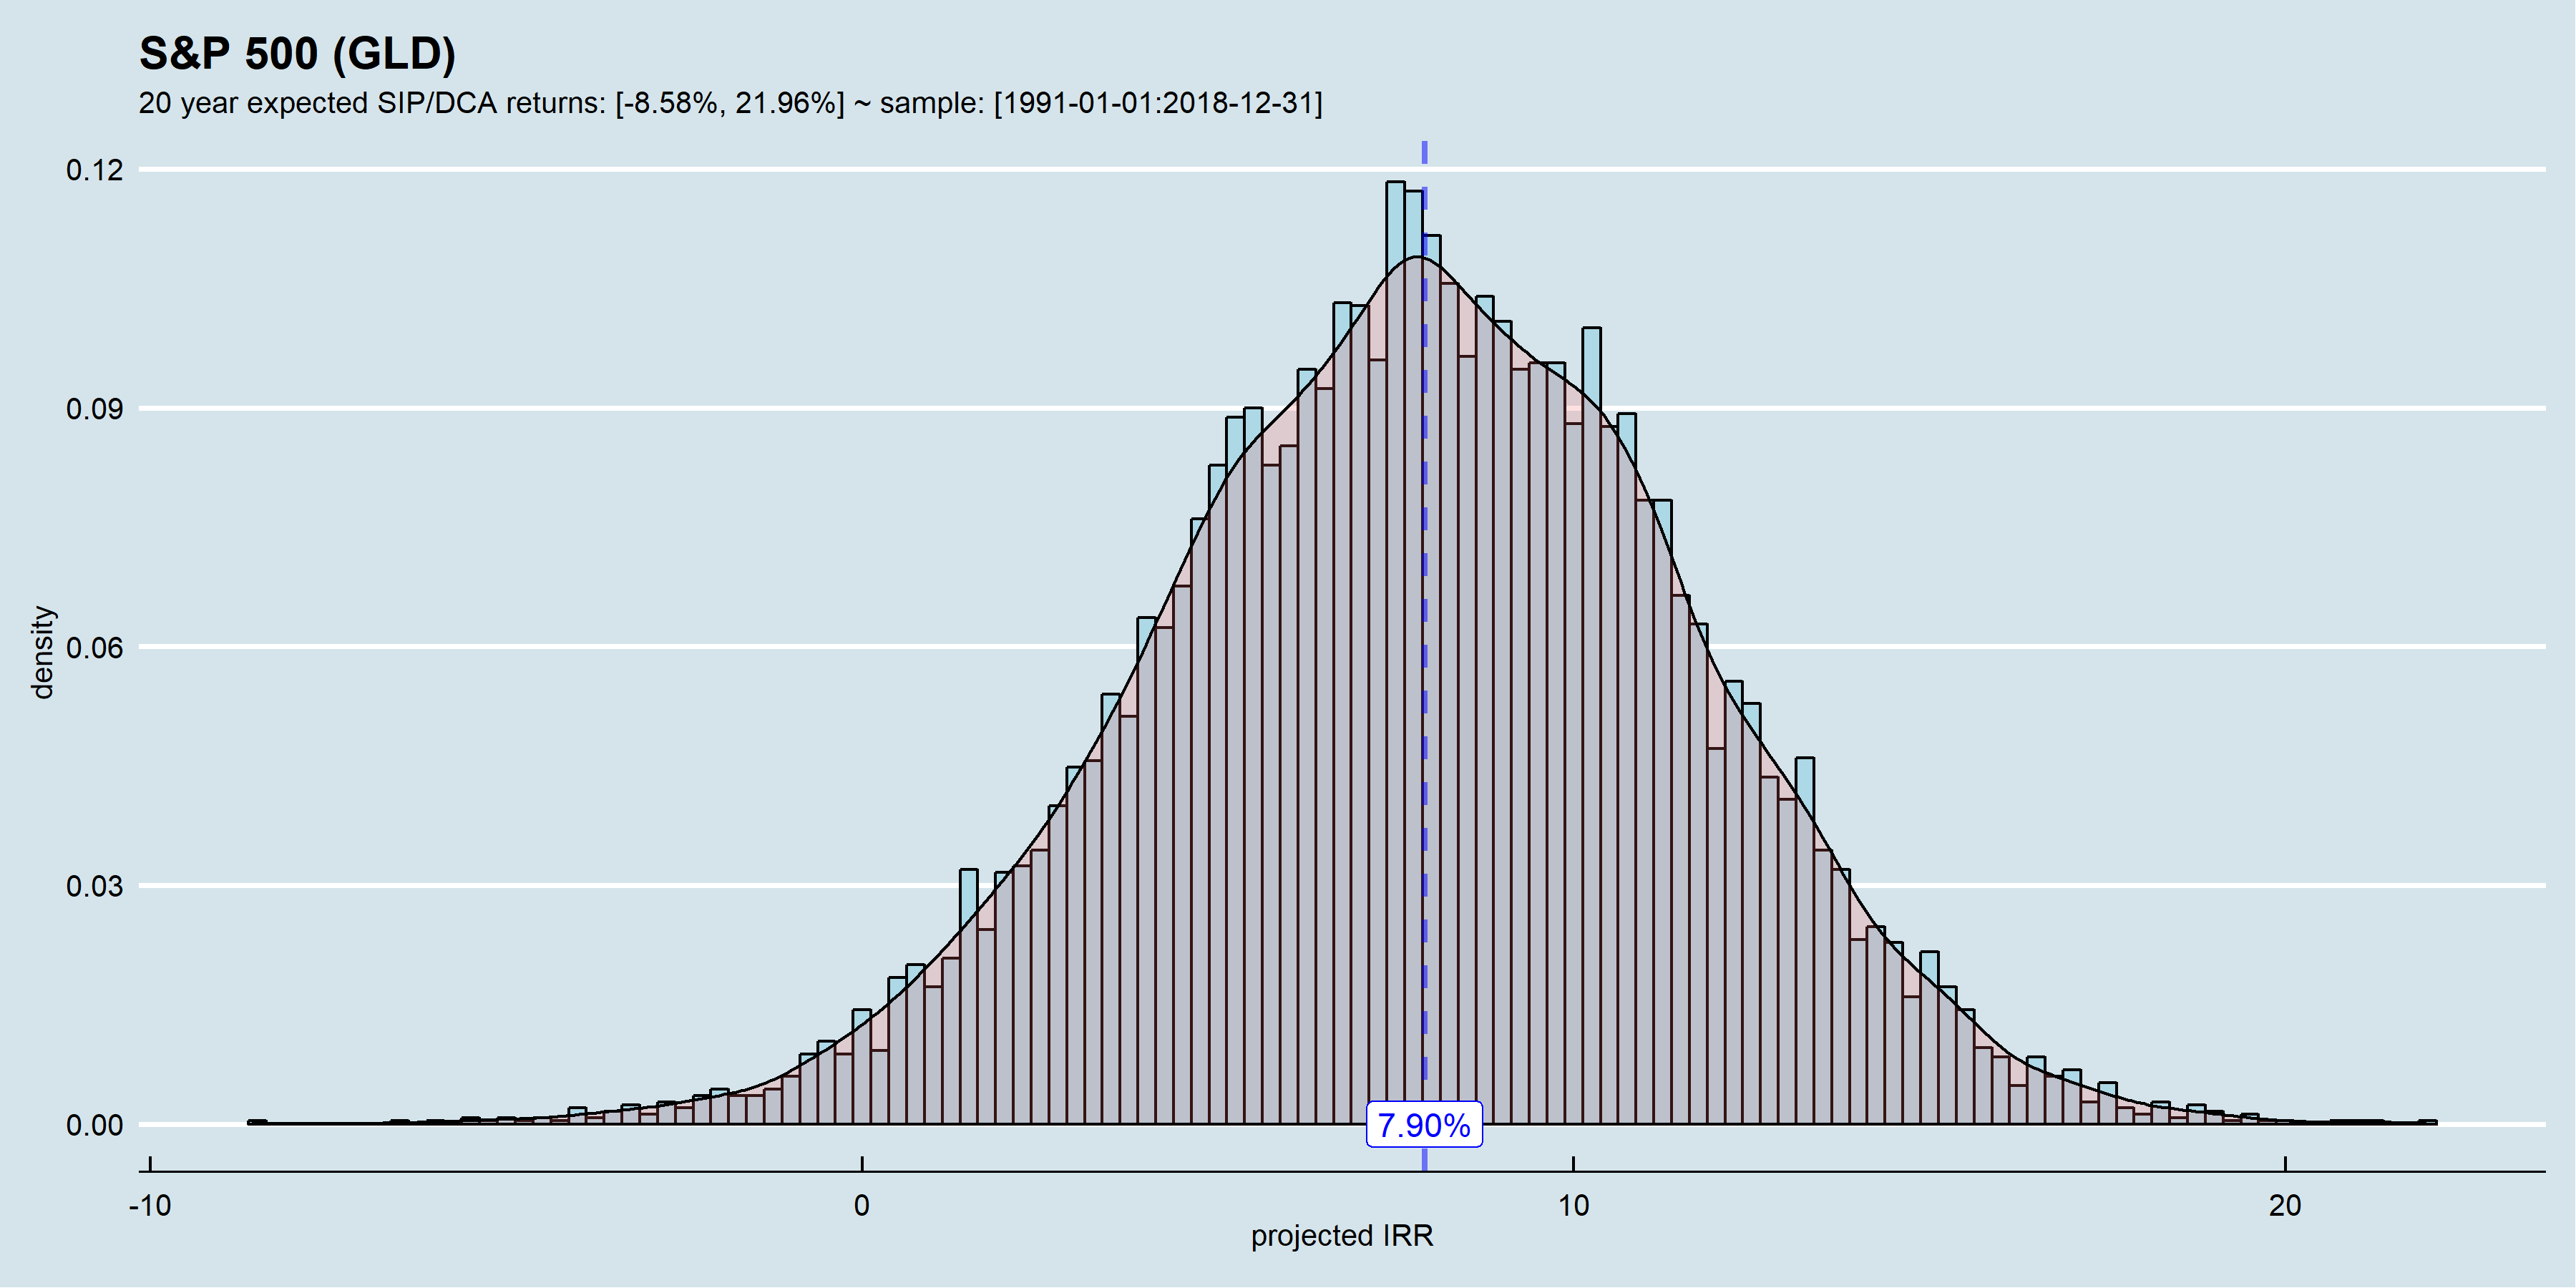 S&P 500 (GLD)
20 year expected SIP/DCA returns: [-8.58%, 21.96%] ~ sample: [1991-01-01:2018-12-31]
0.12
0.09
0.06
0.03
0.00
density
7.90%
-10 0 10 20
projected IRR